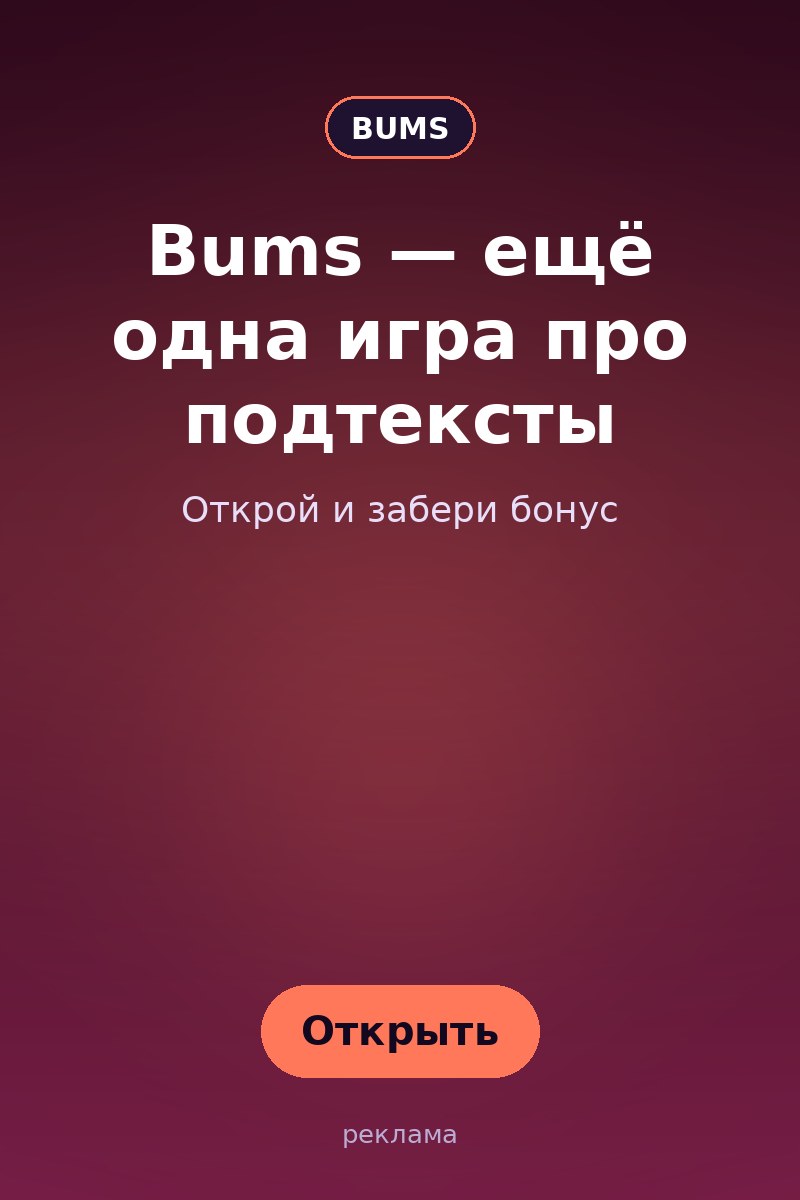 BUMS
Bums — ещё
одна игра про
подтексты
Открой и забери бонус
Открыть
реклама